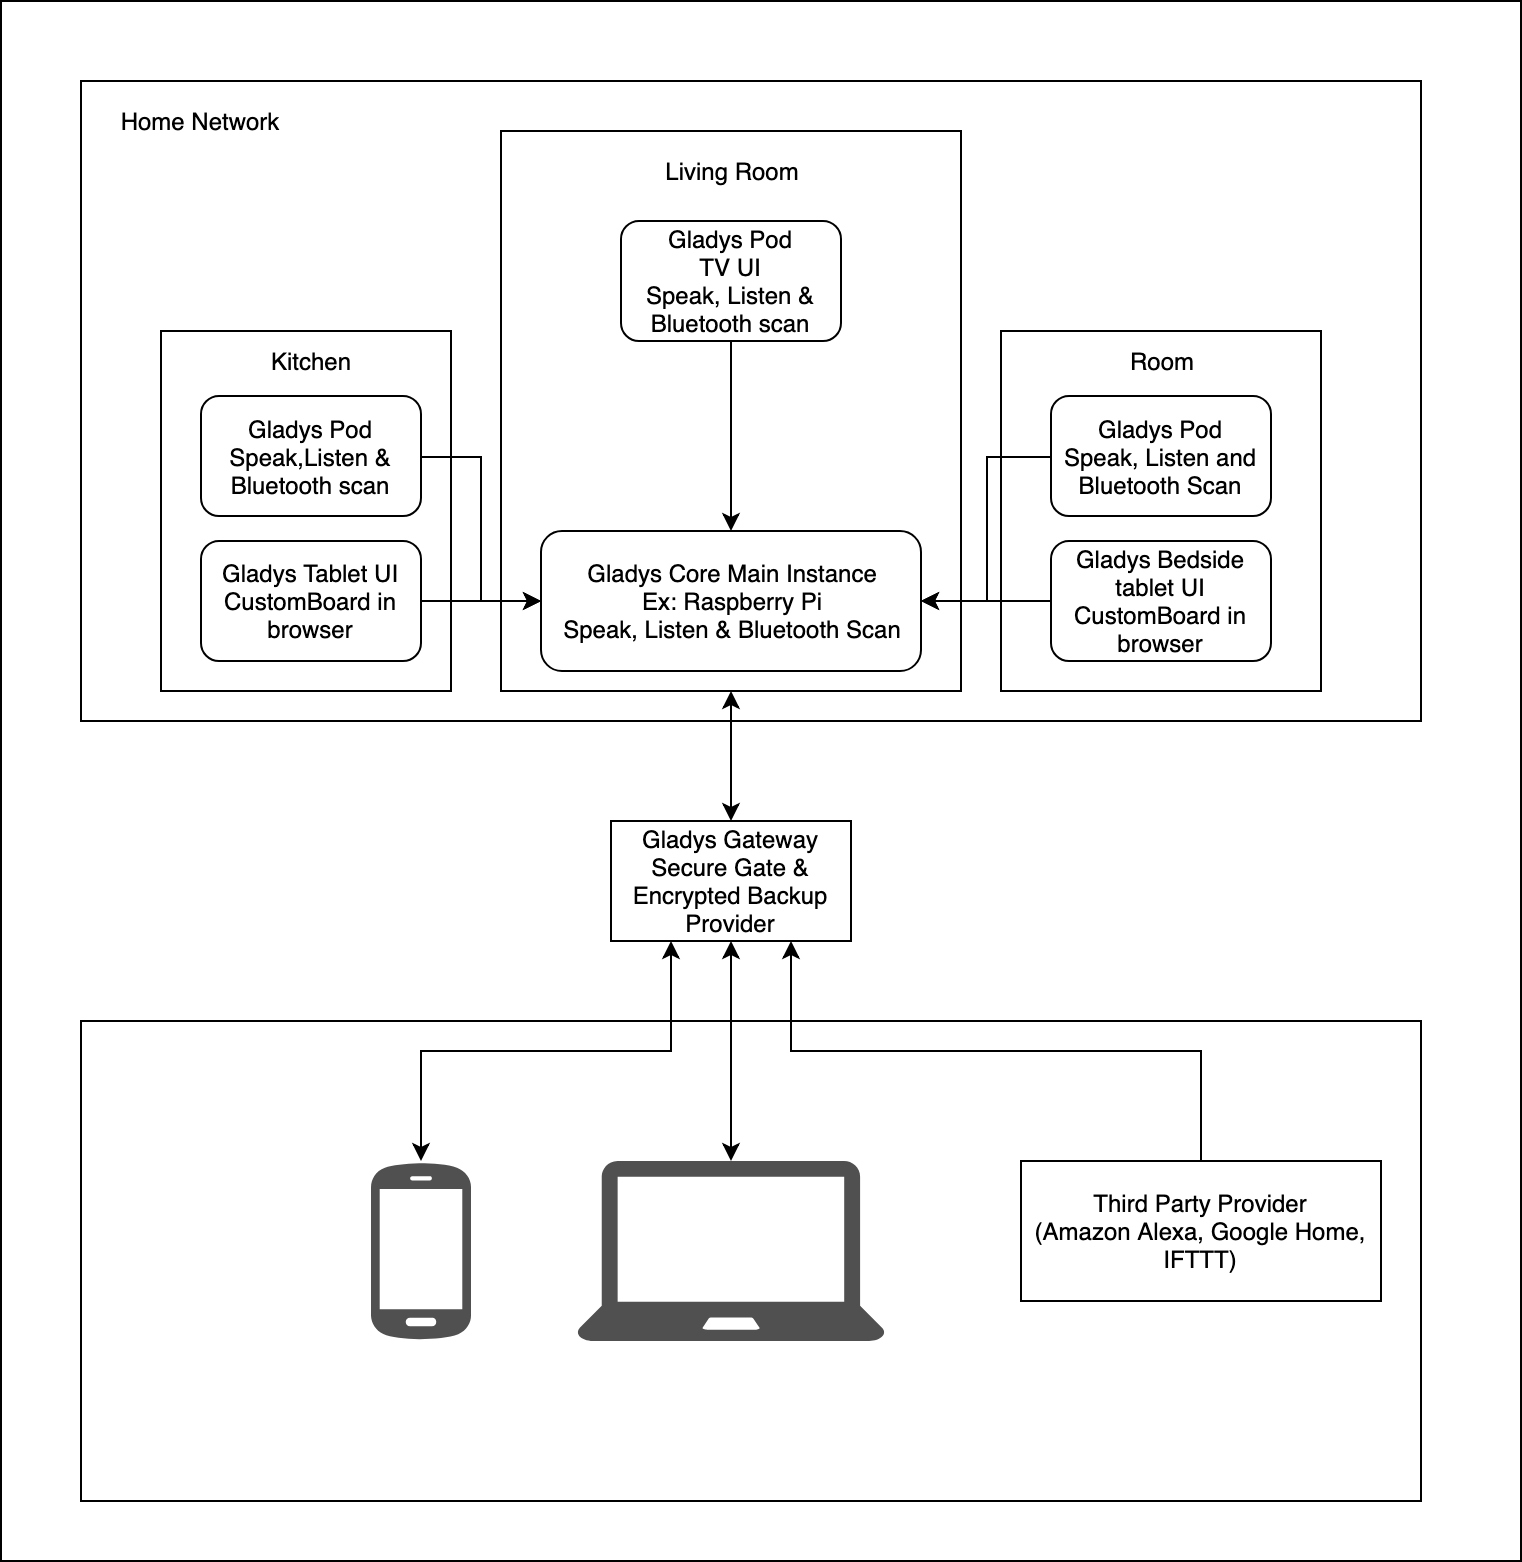 Home Network
Living Room
Gladys Pod
TV UI
Speak, Listen &
Bluetooth scan
Kitchen
Gladys Pod
Speak,Listen &
Bluetooth scan
Gladys Tablet UI
CustomBoard in
browser
Gladys Core Main Instance
Ex: Raspberry Pi
Speak, Listen & Bluetooth Scan
Room
Gladys Pod
Speak, Listen and
Bluetooth Scan
Gladys Bedside
tablet UI
CustomBoard in
browser
Gladys Gateway
Secure Gate &
Encrypted Backup
Provider
Third Party Provider
(Amazon Alexa, Google Home,
IFTTT)